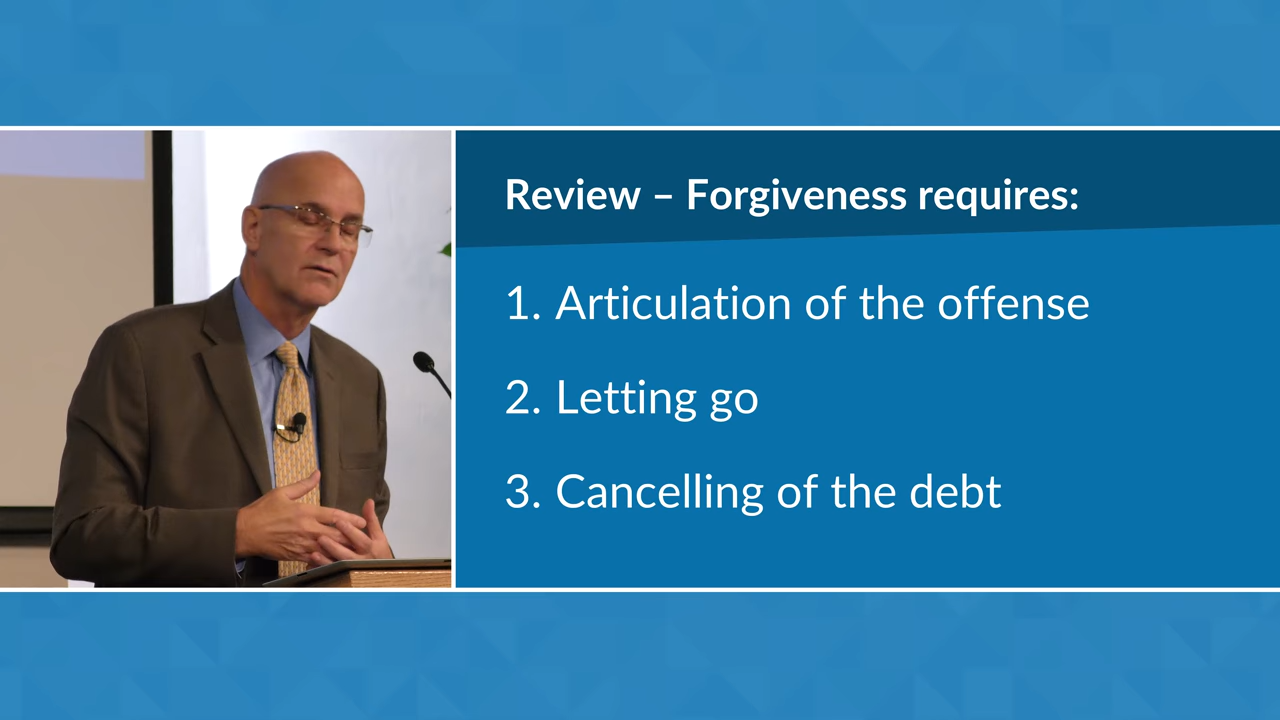 Review – Forgiveness requires:
1. Articulation of the offense
2. Letting go
3. Cancelling of the debt